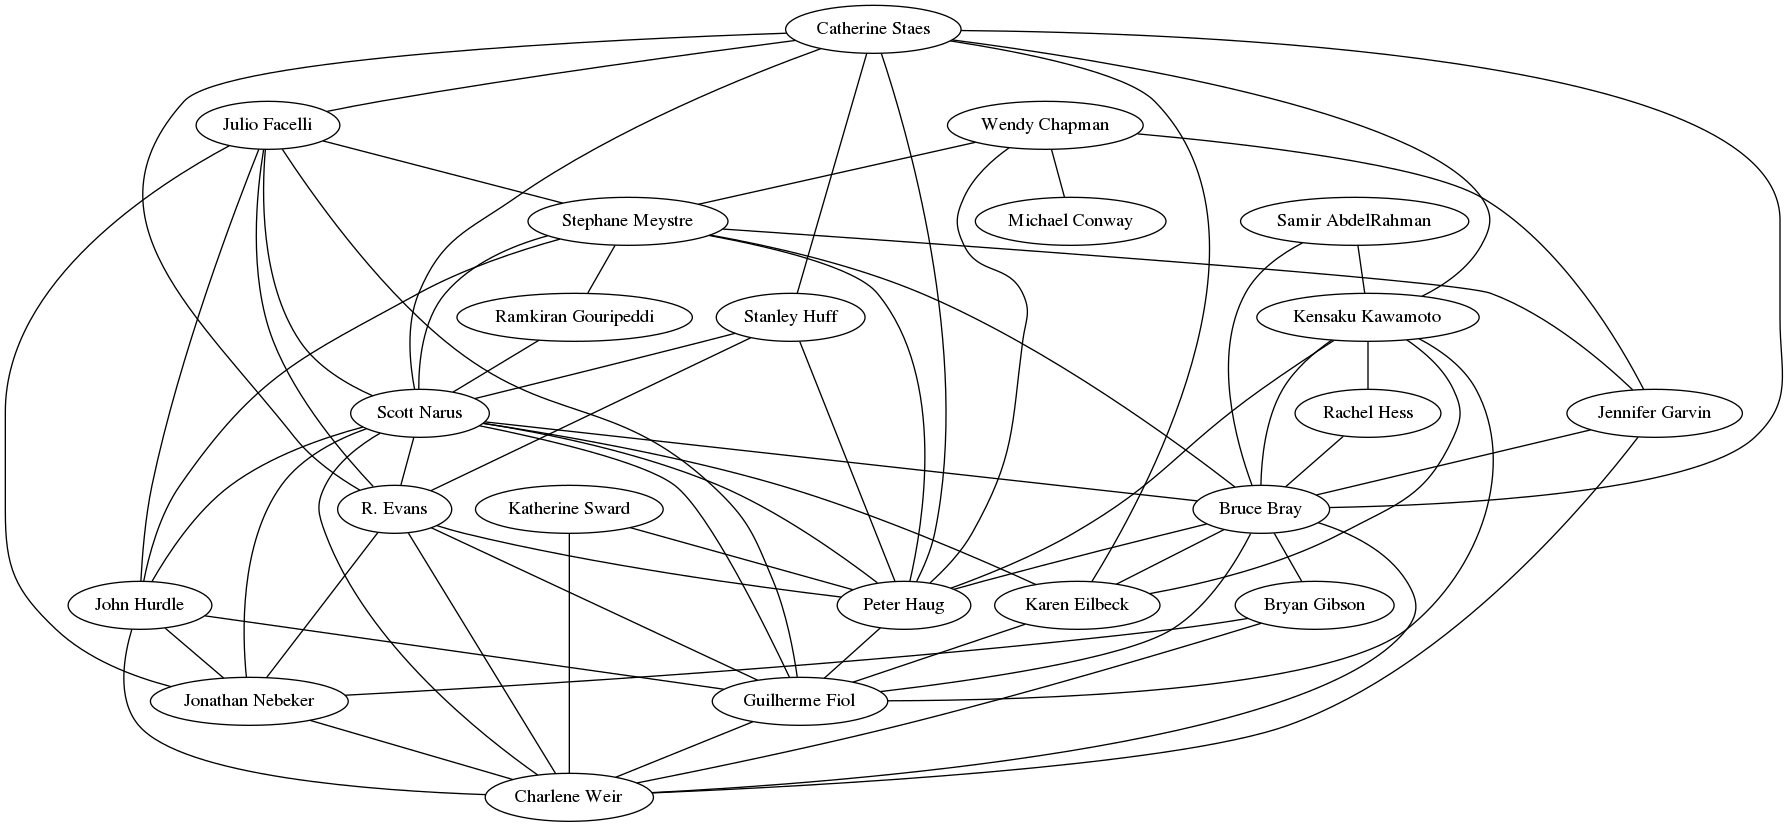 Catherine Staes
Julio Facelli
Wendy Chapman
Stephane Meystre
Michael Conway
Samir AbdelRahman
Ramkiran Gouripeddi
Stanley Huff
Kensaku Kawamoto
Scott Narus
Rachel Hess
Jennifer Garvin
R. Evans
Katherine Sward
Bruce Bray
John Hurdle
Peter Haug
Karen Eilbeck
Bryan Gibson
Jonathan Nebeker
Guilherme Fiol
Charlene Weir